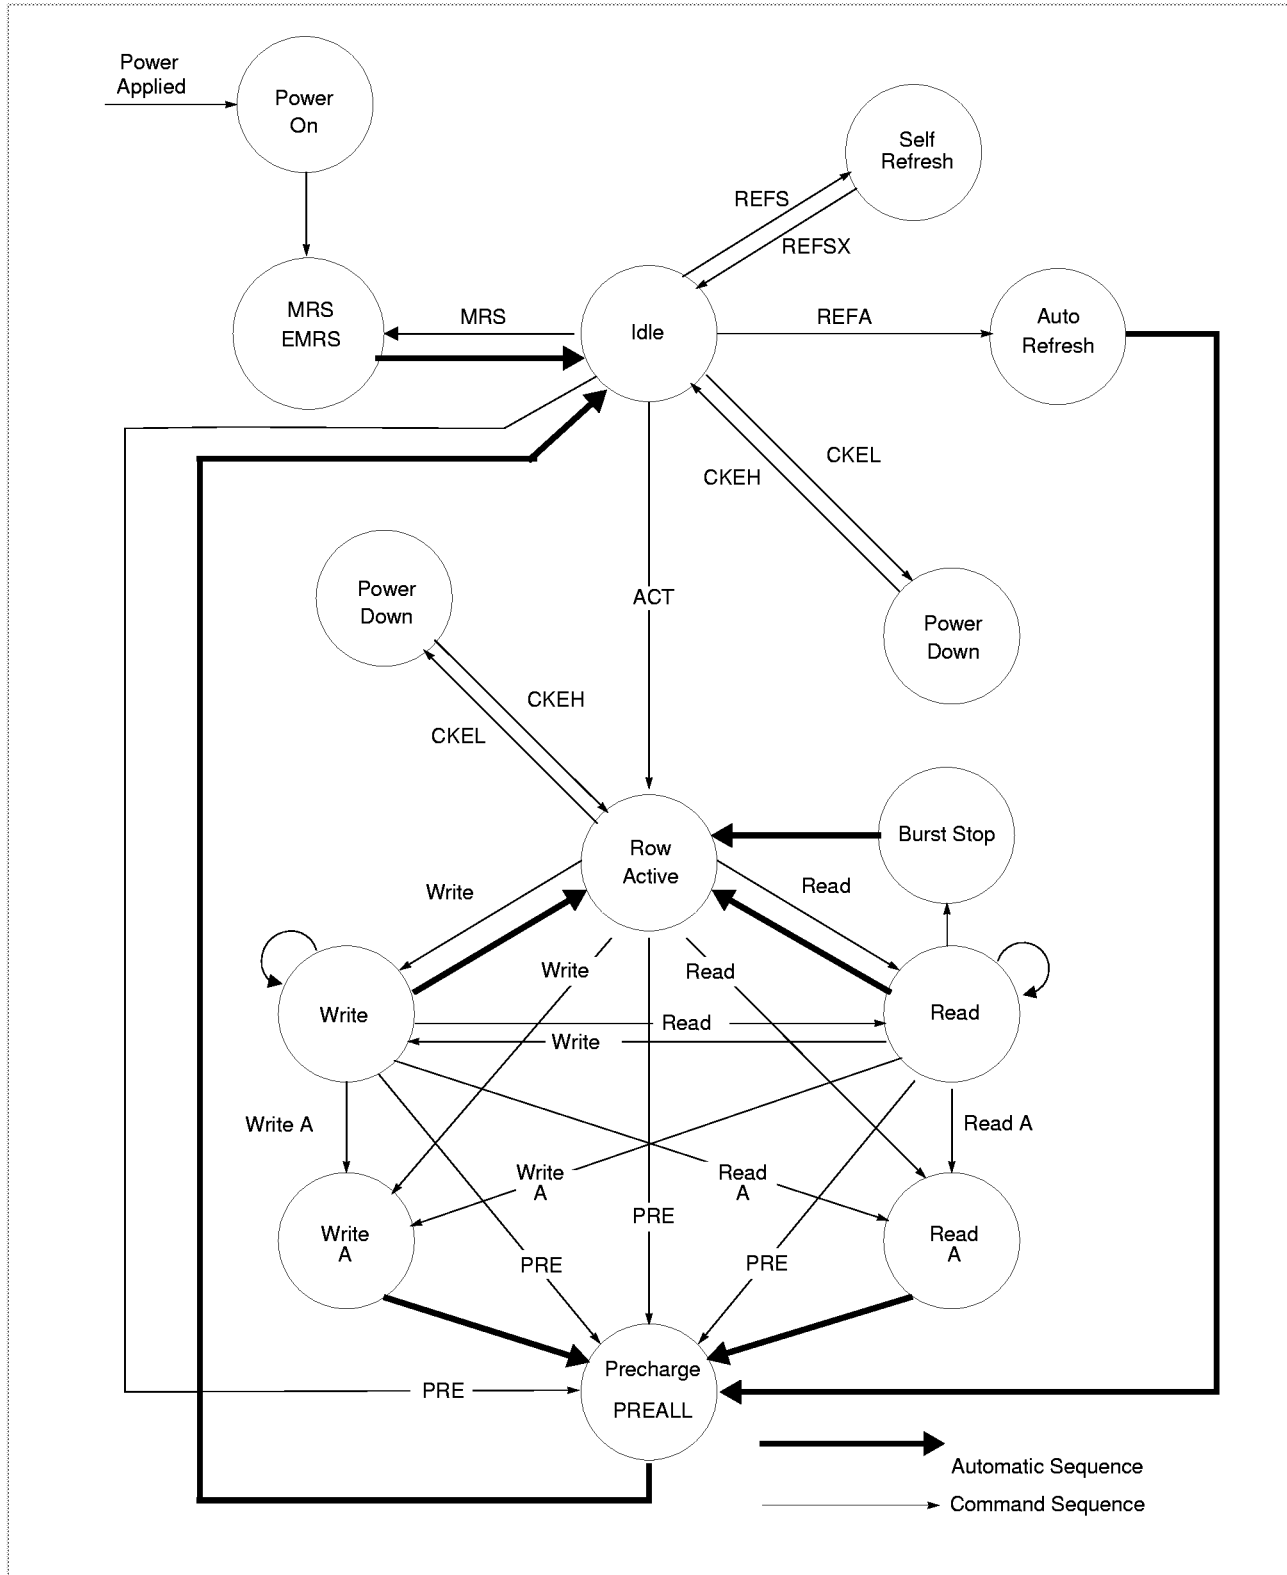 Power
Applied
Power
On
Self
Refresh
REFS
REFSX
MRS
EMRS
MRS
Idle
REFA
Auto
Refresh
CKEL
CKEH
Power
Down
ACT
Power
Down
CKEH
CKEL
Row
Active
Burst Stop
Write
Read
Write
Read
Write
Read
Read
Write
Write A
Read A
Write
A
Read
A
Write
A
PRE
Read
A
PRE
PRE
Precharge
PRE
PREALL
Automatic Sequence
Command Sequence